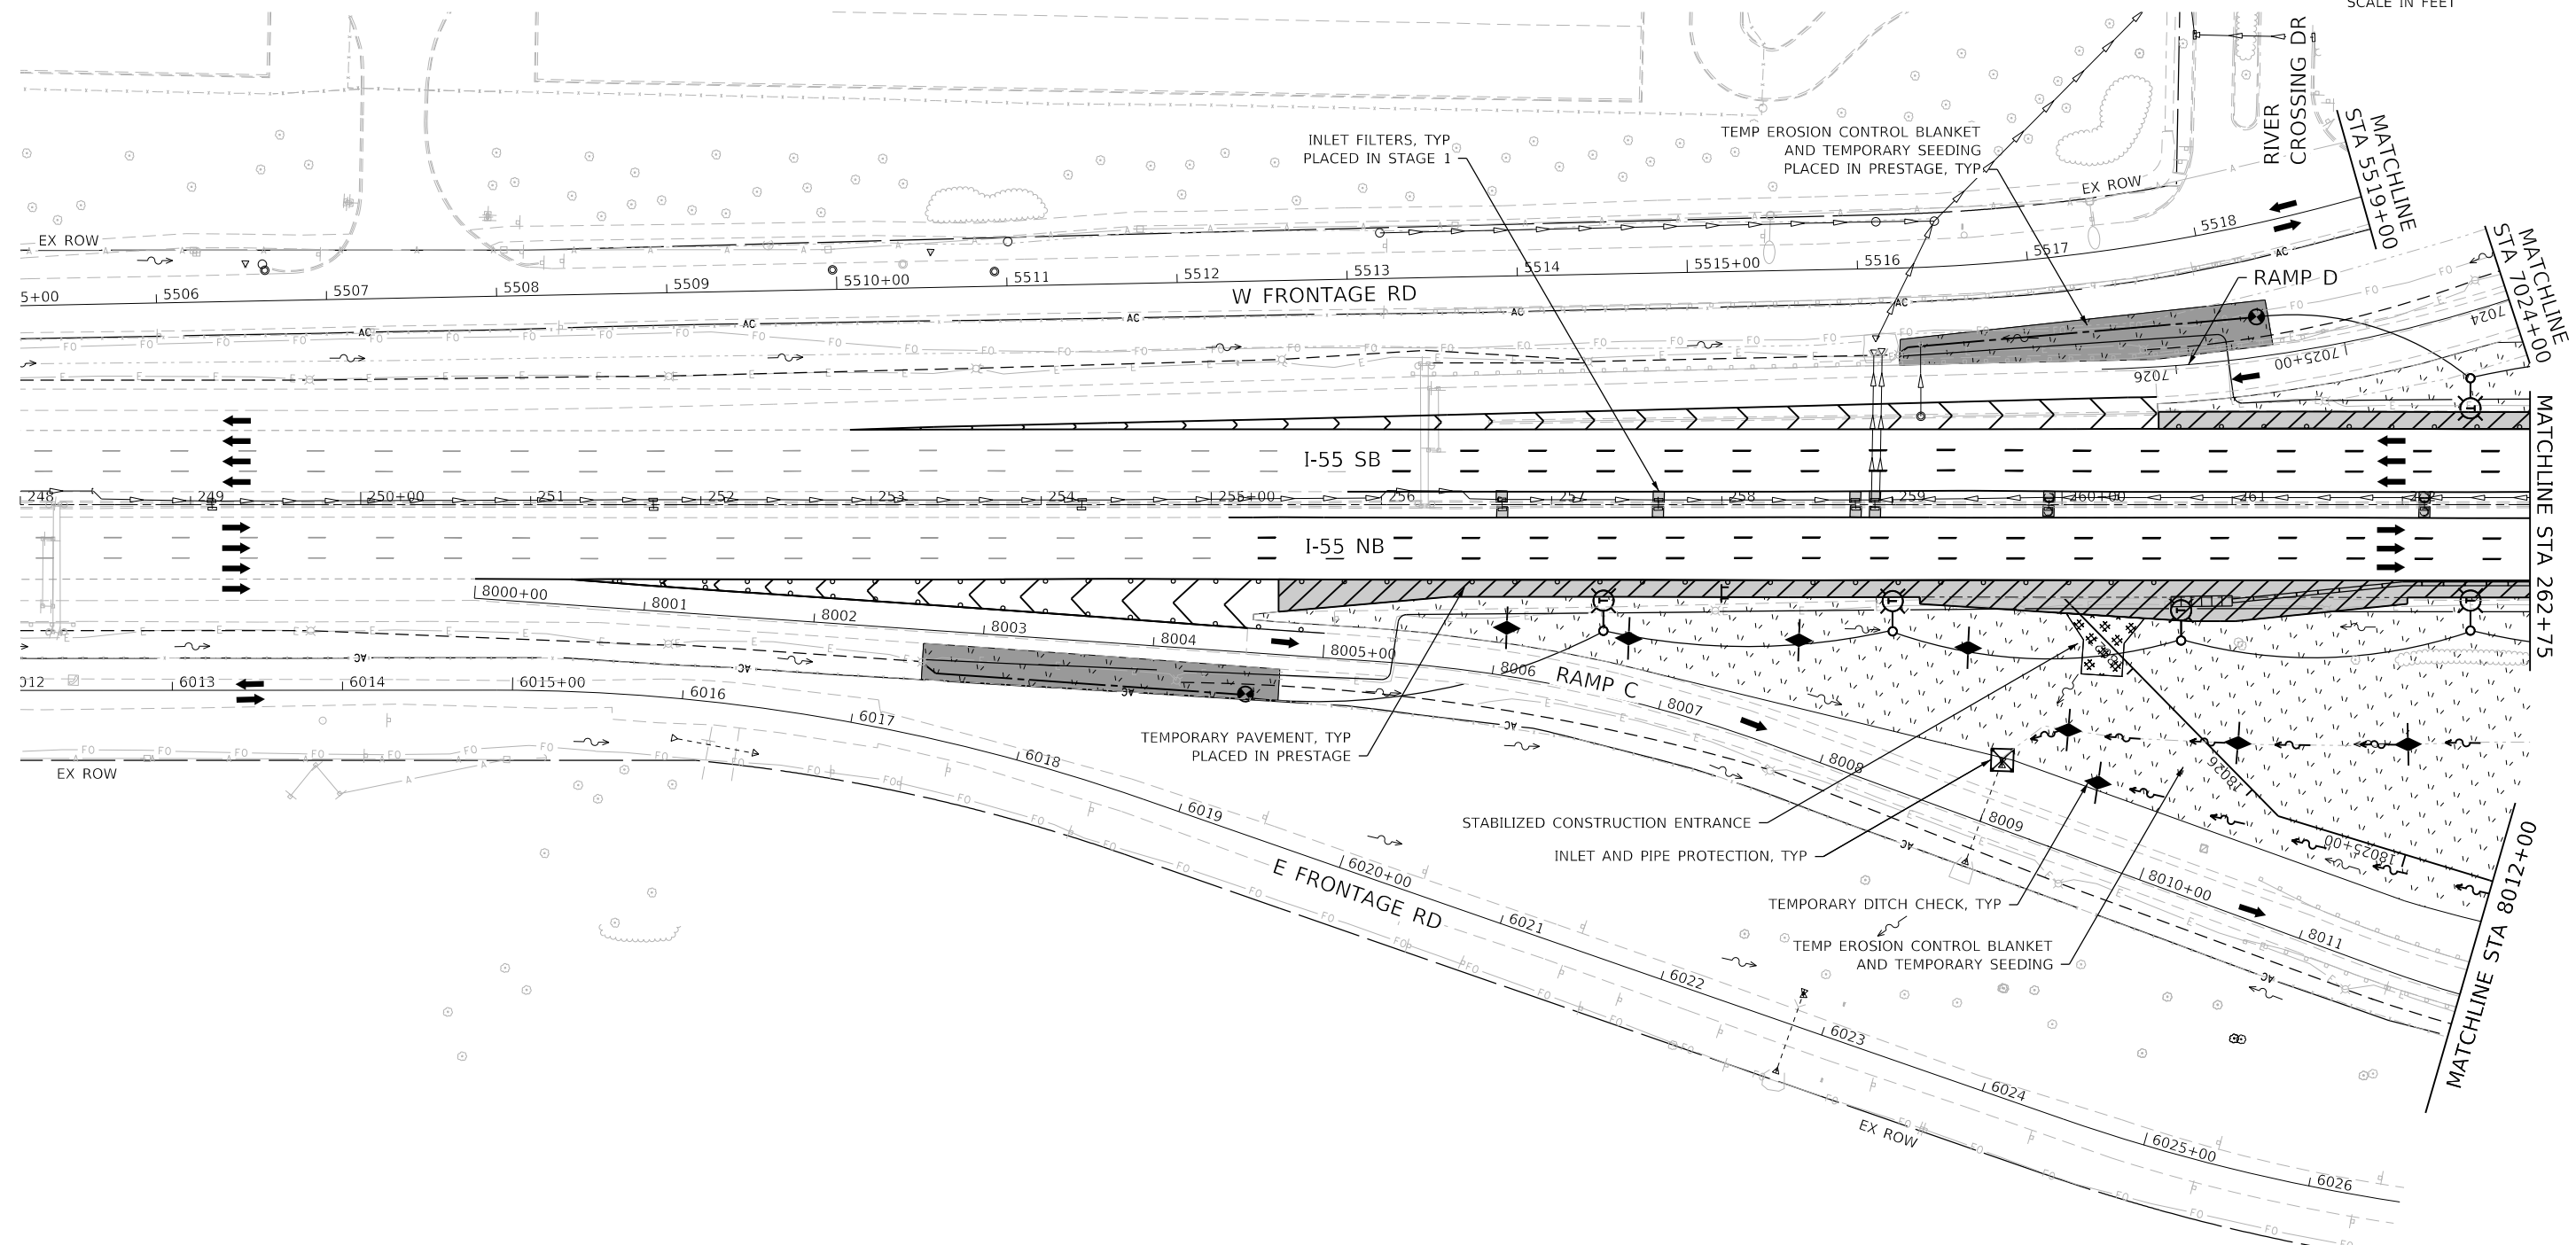 SCALE IN FEET
RIVER
CROSSING DR
MATCHLINE
STA 5519+00
MATCHLINE
STA 7024+00
INLET FILTERS, TYP
PLACED IN STAGE 1
TEMP EROSION CONTROL BLANKET
AND TEMPORARY SEEDING
PLACED IN PRESTAGE, TYP
EX ROW
EX ROW
5+00
5506
5507
5508
5509
5510+00
5511
5512
5513
5514
5515+00
5516
5517
5518
W FRONTAGE RD
RAMP D
7024
7025+00
7026
I-55 SB
248
249
250+00
251
252
253
254
255+00
256
257
258
259
260+00
261
262
I-55 NB
MATCHLINE STA 262+75
8000+00
8001
8002
8003
8004
8005+00
8006
8007
8008
8009
8010+00
8011
RAMP C
012
6013
6014
6015+00
6016
6017
6018
6019
6020+00
6021
6022
6023
6024
6025+00
6026
EX ROW
TEMPORARY PAVEMENT, TYP
PLACED IN PRESTAGE
STABILIZED CONSTRUCTION ENTRANCE
INLET AND PIPE PROTECTION, TYP
TEMPORARY DITCH CHECK, TYP
TEMP EROSION CONTROL BLANKET
AND TEMPORARY SEEDING
18026
18025+00
E FRONTAGE RD
EX ROW
MATCHLINE STA 8012+00